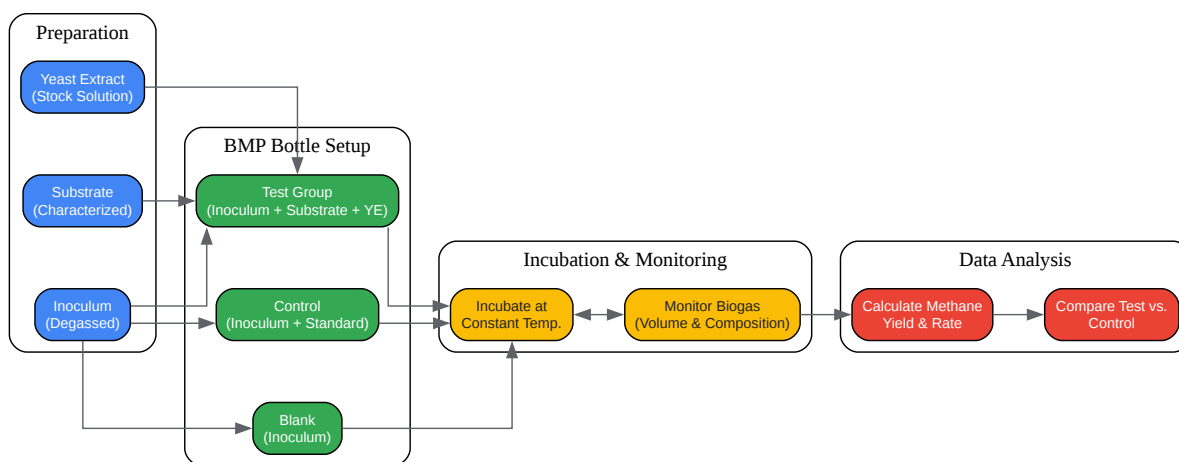 Preparation
Yeast Extract
(Stock Solution)
Substrate
(Characterized)
Inoculum
(Degassed)
BMP Bottle Setup
Test Group
(Inoculum + Substrate + YE)
Control
(Inoculum + Standard)
Blank
(Inoculum)
Incubation & Monitoring
Incubate at
Constant Temp.
Monitor Biogas
(Volume & Composition)
Data Analysis
Calculate Methane
Yield & Rate
Compare Test vs.
Control